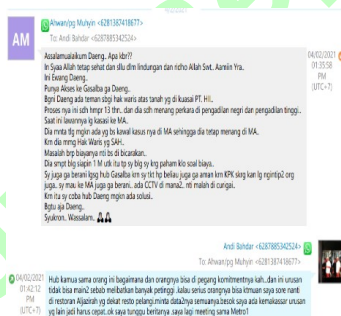 AM
Ahwan/pg Muhyin <6281387418677>
To: Andi Bahdar <6287885342524>
04/02/2021
01:35:58
PM
(UTC+7)
Assalamualaikum Daeng.. Apa kbr??
In Syaa Allah tetap sehat dan sllu dlm lindungan dan richo Allah Swt.. Aamiin Yra..
Ini Ewang Daeng..
Punya Akses ke Gasalba ga Daeng..
Bgni Daeng ada teman sbgi hak waris atas tanah yg di kuasai PT. HI..
Proses nya ini sdh hmpr 13 thn.. dan dia sdh menang perkara di pengadilan negri dan pengadilan tinggi..
Saat ini lawannya lg kasasi ke MA..
Dia mnta tlg mgkn ada yg bs kawal kasus nya di MA sehingga dia tetap menang di MA..
Krn dia mmg Hak Waris yg SAH..
Masalah brp biayanya nti bs di bicarakan..
Dia smpt blg siapin 1 M utk itu tp sy blg sy krg paham klo soal biaya..
Sy juga ga berani lgsg hub Gasalba krn sy tkt hp beliau juga ga aman krn KPK skrg kan lg ngintip2 org
juga.. sy mau ke MA juga ga berani.. ada CCTV di mana2.. nti malah di curigai..
Krn itu sy coba hub Daeng mgkn ada solusi..
Bgtu aja Daeng..
Syukron.. Wassalam..
Andi Bahdar <6287885342524>
To: Ahwan/pg Muhyin <6281387418677>
04/02/2021
01:42:12
PM
(UTC+7)
Hub kamua sama orang ini bagaimana dan orangnya bisa di pegang komitmentnya kah..dan ini urusan
tidak bisa main2 sebab melibatkan banyak petinggi .kalau serius orangnya bisa ktmuan saya sore nanti
di restoran Aljazirah yg dekat resto pelangi.minta data2nya semuanya.besok saya ada kemakassar urusan
yg lain jadi harus cepat..ok saya tunggu beritanya .saya lagi meeting sama Metro1